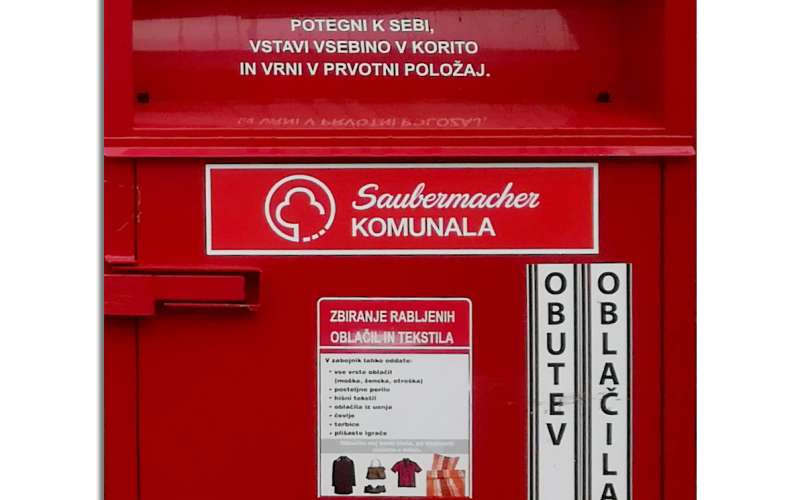 POTEGNI K SEBI,
VSTAVI VSEBINO V KORITO
IN VRNI V PRVOTNI POLOŽAJ.
Saubermacher
KOMUNALA
ZBIRANJE RABLJENIH
OBLAČIL IN TEKSTILA
V zabojnik lahko oddate:
- vse vrste oblačil
(moška, ženska, otroška)
- posteljno perilo
- hišni tekstil
- oblačila iz usnja
- čevlje
- torbice
- plišaste igrače
OBUTEV
OBLAČILA